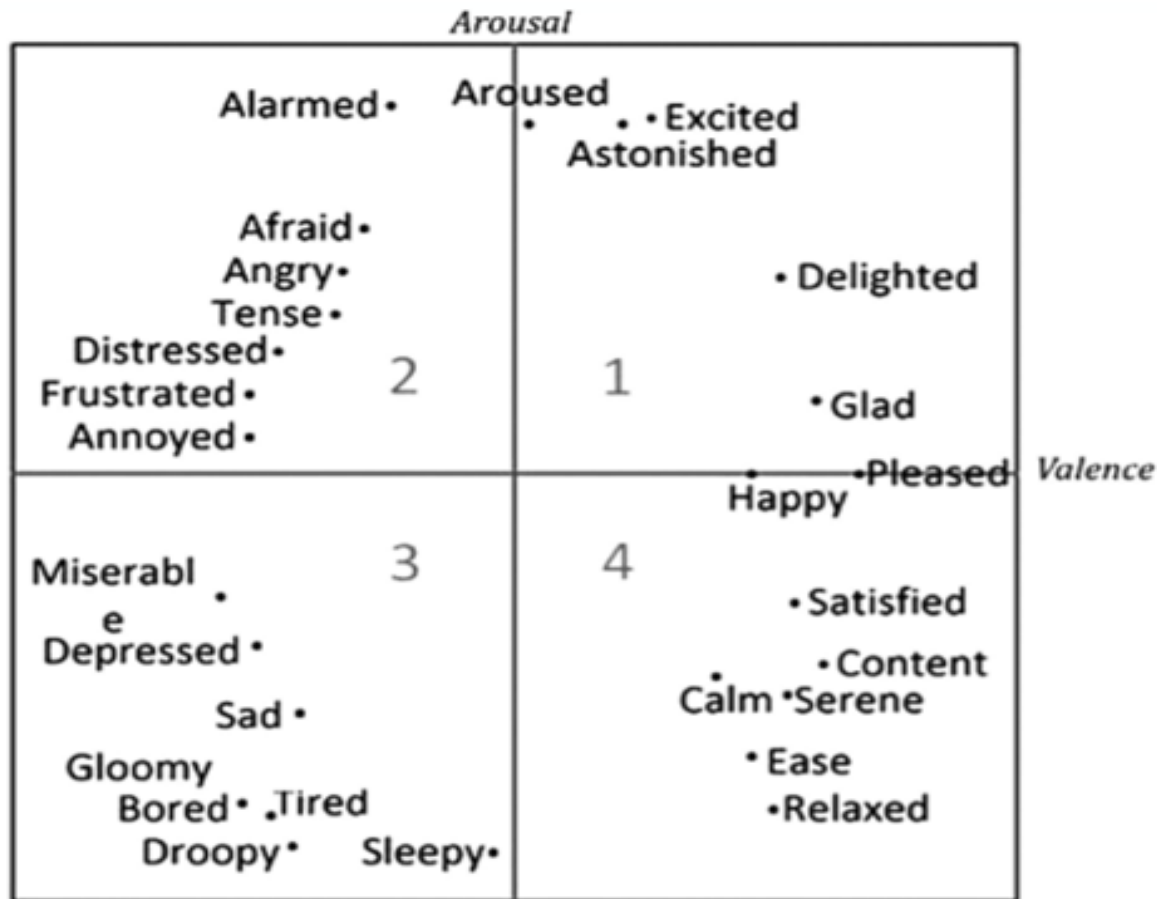 Arousal
Alarmed
Aroused
Excited
Astonished
Afraid
Angry
Delighted
Tense
Distressed
2
1
Frustrated
Glad
Annoyed
Pleased
Valence
Happy
3
4
Miserabl
e
Satisfied
Depressed
Content
Calm
Serene
Sad
Gloomy
Ease
Bored
Tired
Relaxed
Droopy
Sleepy